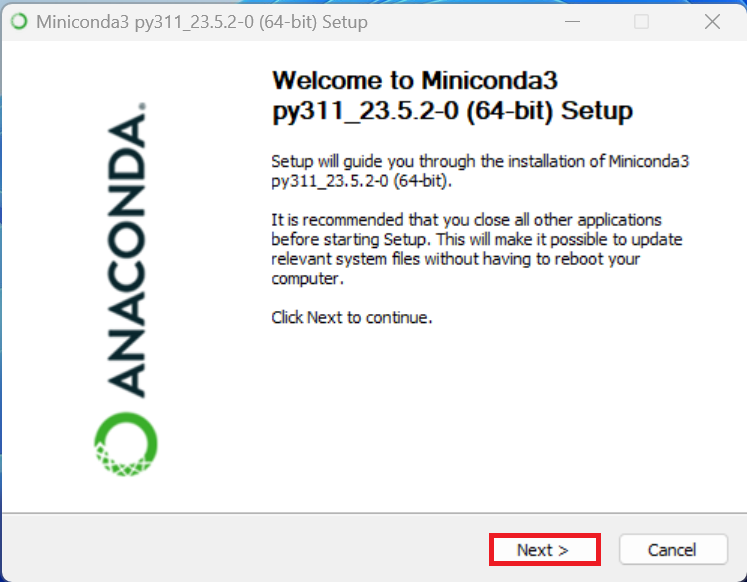 Miniconda3 py311_23.5.2-0 (64-bit) Setup
Welcome to Miniconda3
py311_23.5.2-0 (64-bit) Setup
Setup will guide you through the installation of Miniconda3
py311_23.5.2-0 (64-bit).
It is recommended that you close all other applications
before starting Setup. This will make it possible to update
relevant system files without having to reboot your
computer.
Click Next to continue.
ANACONDA.
Next >
Cancel